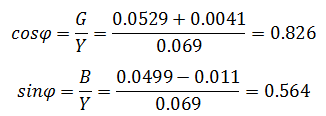 cosφ = G/Y = (0.0529 + 0.0041)/0.069 = 0.826
sinφ = B/Y = (0.0499 − 0.011)/0.069 = 0.564